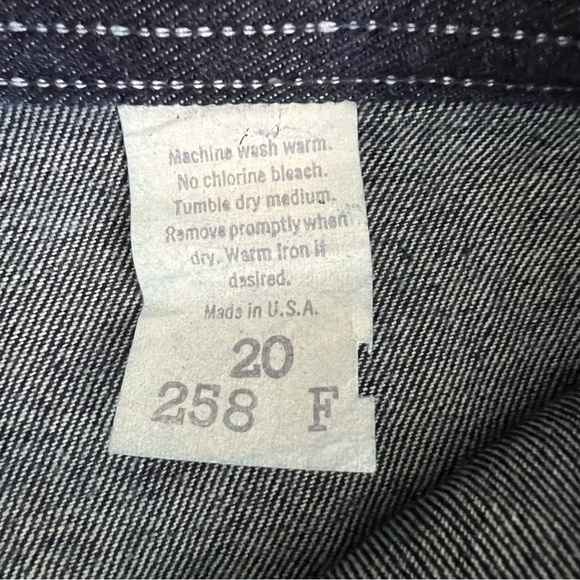 Machine wash warm.
No chlorine bleach.
Tumble dry medium.
Remove promptly when
dry. Warm Iron if
desired.
Made in U.S.A.
20
258 F